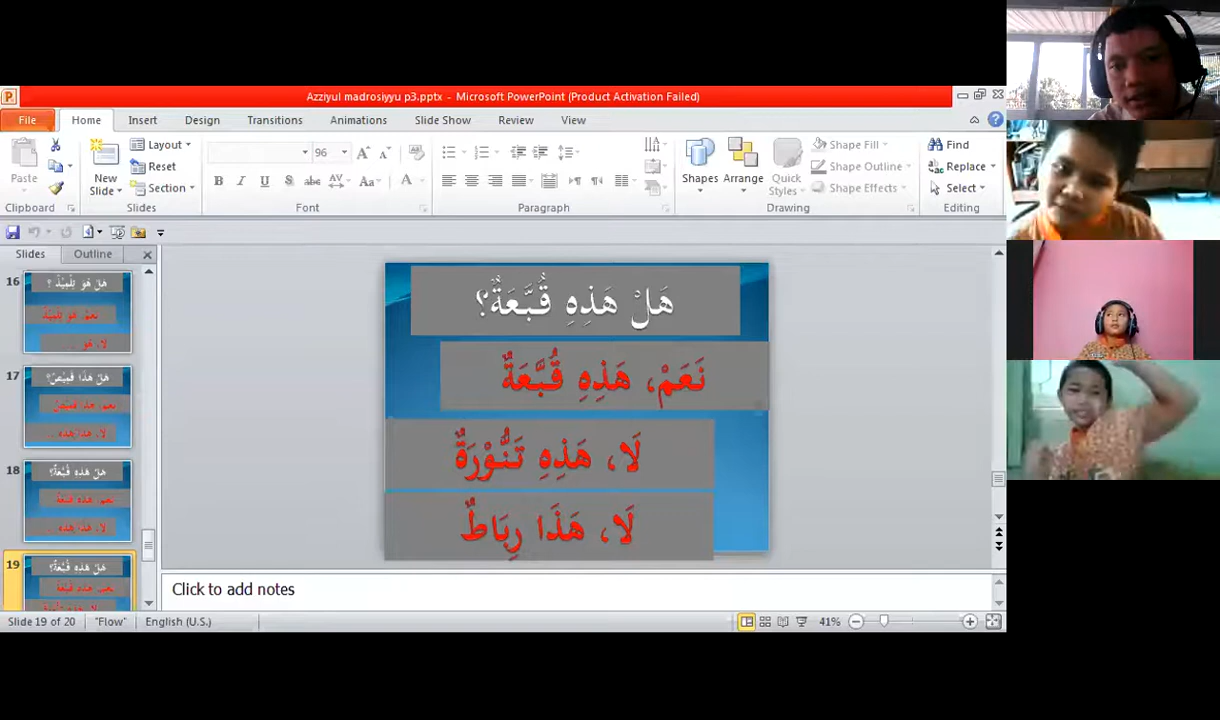 Azziyul madrosiyyu p3.pptx - Microsoft PowerPoint (Product Activation Failed)
File Home Insert Design Transitions Animations Slide Show Review View
Paste
New Slide
Layout
Reset
Section
96
Shapes
Arrange
Quick Styles
Shape Fill
Shape Outline
Shape Effects
Find
Replace
Select
Clipboard Slides Font Paragraph Drawing Editing
Slides Outline
16
هَلْ هُوَ تِلْمِيْذٌ ؟
نَعَمْ، هُوَ تِلْمِيْذٌ
لَا، هُوَ ...
17
هَلْ هَذَا قَمِيْصٌ؟
نَعَمْ، هَذَا قَمِيْصٌ
لَا، هَذَا/هَذِهِ ...
18
هَلْ هَذِهِ قُبَّعَةٌ؟
نَعَمْ، هَذِهِ قُبَّعَةٌ
لَا، هَذَا/هَذِهِ ...
19
هَلْ هَذِهِ قُبَّعَةٌ؟
نَعَمْ، هَذِهِ قُبَّعَةٌ
لَا، هَذِهِ تَنُّوْرَةٌ
هَلْ هَذِهِ قُبَّعَةٌ؟
نَعَمْ، هَذِهِ قُبَّعَةٌ
لَا، هَذِهِ تَنُّوْرَةٌ
لَا، هَذَا رِبَاطٌ
Click to add notes
Slide 19 of 20 "Flow" English (U.S.) 41%